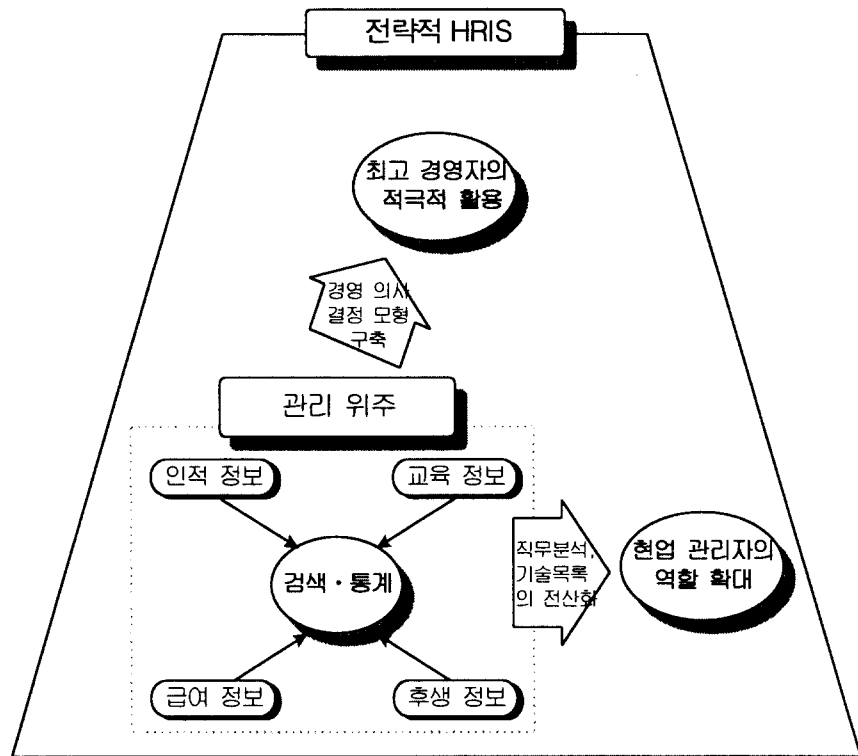 전략적 HRIS
최고 경영자의
적극적 활용
경영 의사
결정 모형
구축
관리 위주
인적 정보
교육 정보
검색·통계
직무분석,
기술목록
의 전산화
현업 관리자의
역할 확대
급여 정보
후생 정보